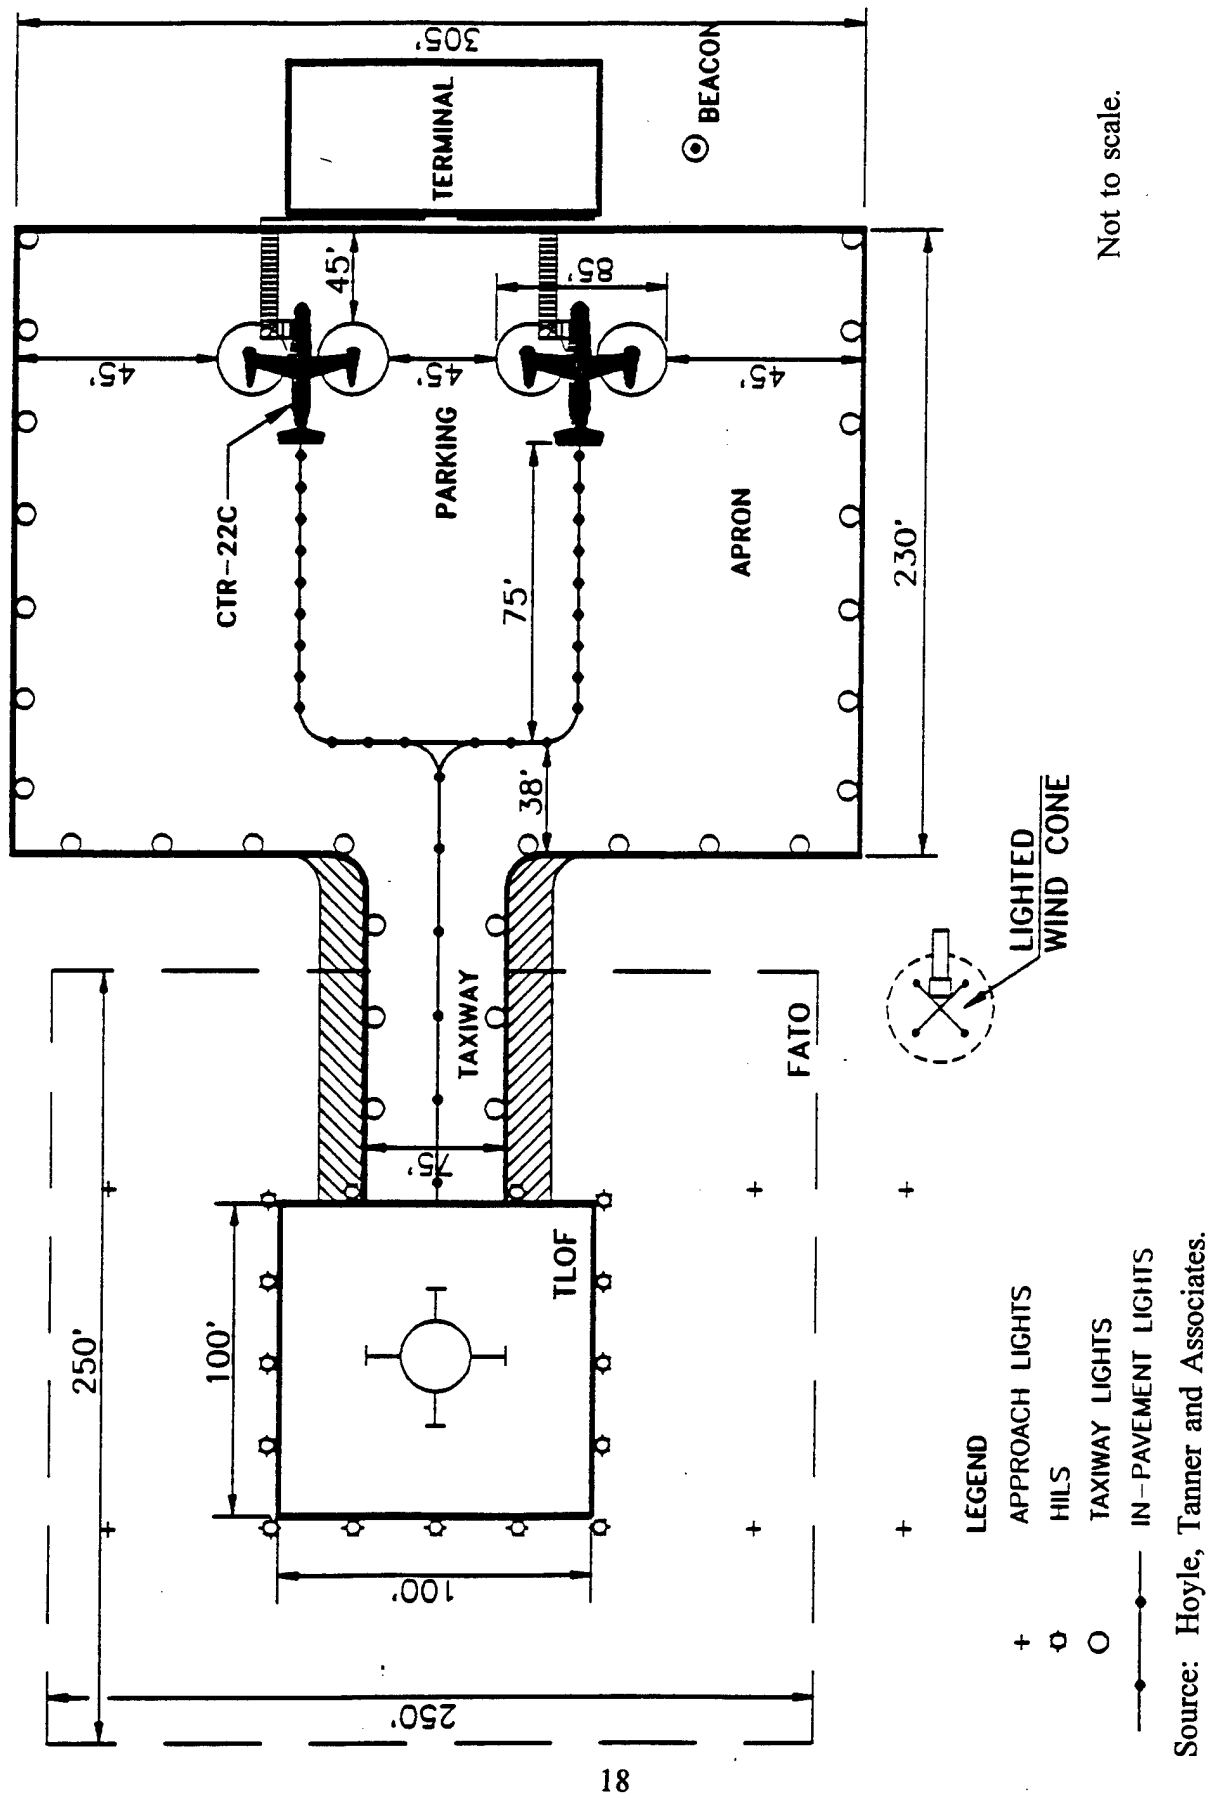 305'
TERMINAL
BEACON
Not to scale.
45'
85'
45'
45'
45'
CTR-22C
PARKING
APRON
75'
230'
38'
LIGHTED
WIND CONE
TAXIWAY
FATO
75'
250'
100'
TLOF
100'
250'
LEGEND
APPROACH LIGHTS
HILS
TAXIWAY LIGHTS
IN-PAVEMENT LIGHTS
Source: Hoyle, Tanner and Associates.
18